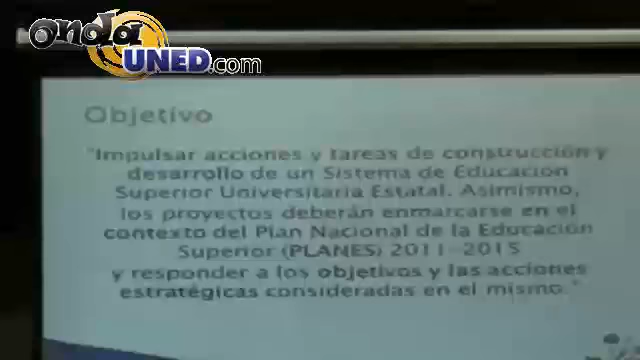 onda
UNED.com
Objetivo
"Impulsar acciones y tareas de construcción y
desarrollo de un Sistema de Educación
Superior Universitaria Estatal. Asimismo,
los proyectos deberán enmarcarse en el
contexto del Plan Nacional de la Educación
Superior (PLANES) 2011-2015
y responder a los objetivos y las acciones
estratégicas consideradas en el mismo."